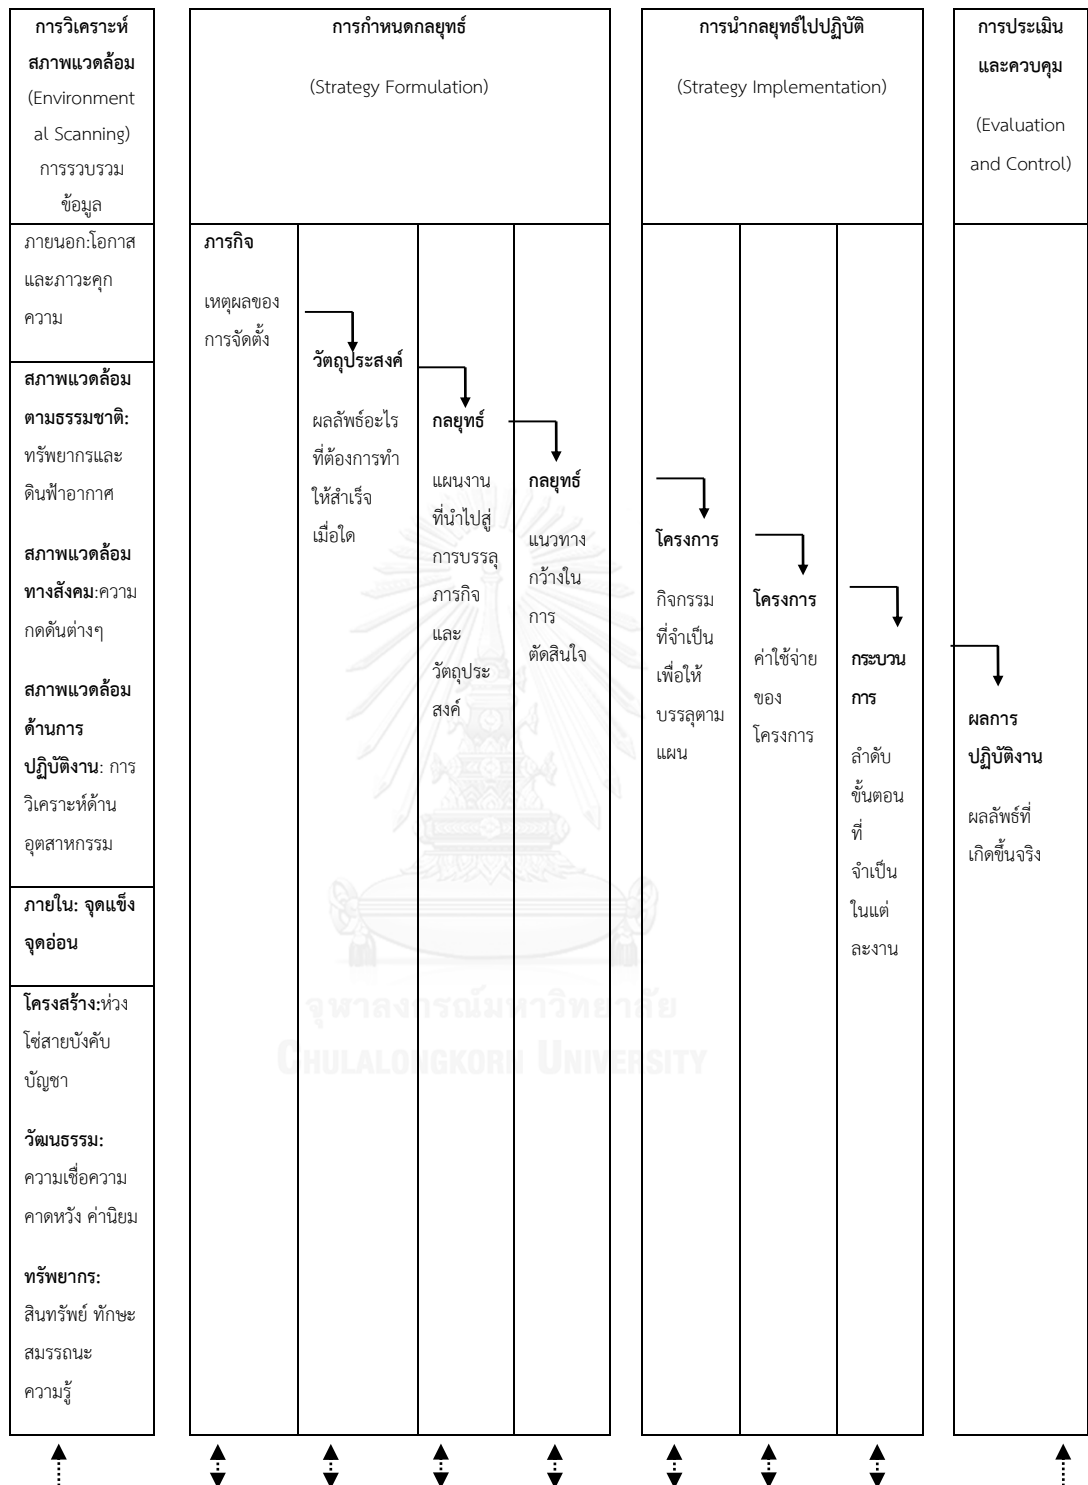 การวิเคราะห์
สภาพแวดล้อม
(Environment
al Scanning)
การรวบรวม
ข้อมูล
ภายนอก:โอกาส
และภาวะคุก
ความ
สภาพแวดล้อม
ตามธรรมชาติ:
ทรัพยากรและ
ดินฟ้าอากาศ
สภาพแวดล้อม
ทางสังคม:ความ
กดดันต่างๆ
สภาพแวดล้อม
ด้านการ
ปฏิบัติงาน: การ
วิเคราะห์ด้าน
อุตสาหกรรม
ภายใน: จุดแข็ง
จุดอ่อน
โครงสร้าง:ห่วง
โซ่สายบังคับ
บัญชา
วัฒนธรรม:
ความเชื่อความ
คาดหวัง ค่านิยม
ทรัพยากร:
สินทรัพย์ ทักษะ
สมรรถนะ
ความรู้
การกำหนดกลยุทธ์
(Strategy Formulation)
ภารกิจ
เหตุผลของ
การจัดตั้ง
วัตถุประสงค์
ผลลัพธ์อะไร
ที่ต้องการทำ
ให้สำเร็จ
เมื่อใด
กลยุทธ์
แผนงาน
ที่นำไปสู่
การบรรลุ
ภารกิจ
และ
วัตถุประ
สงค์
กลยุทธ์
แนวทาง
กว้างใน
การ
ตัดสินใจ
การนำกลยุทธ์ไปปฏิบัติ
(Strategy Implementation)
โครงการ
กิจกรรม
ที่จำเป็น
เพื่อให้
บรรลุตาม
แผน
โครงการ
ค่าใช้จ่าย
ของ
โครงการ
กระบวน
การ
ลำดับ
ขั้นตอน
ที่
จำเป็น
ในแต่
ละงาน
การประเมิน
และควบคุม
(Evaluation
and Control)
ผลการ
ปฏิบัติงาน
ผลลัพธ์ที่
เกิดขึ้นจริง
จุฬาลงกรณ์มหาวิทยาลัย
CHULALONGKORN UNIVERSITY